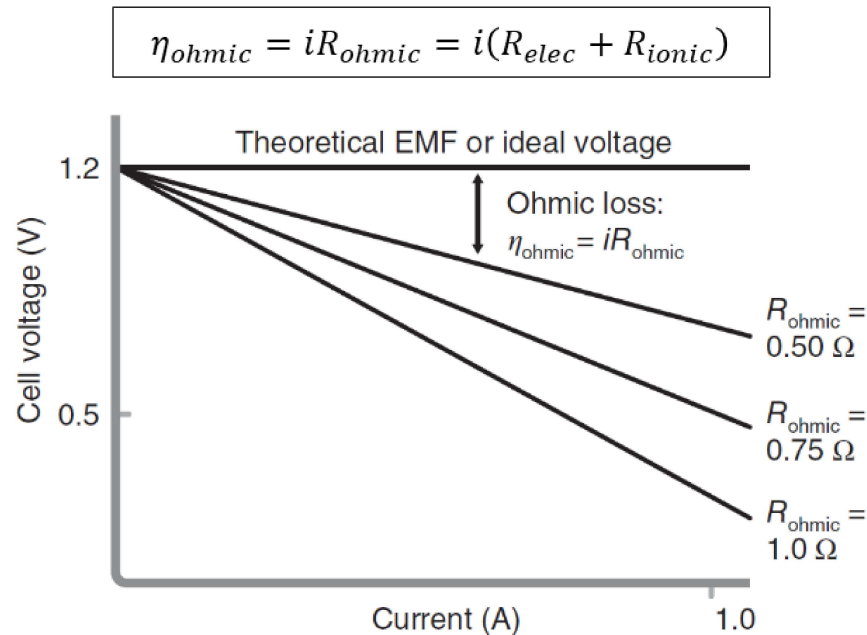 η_ohmic = iR_ohmic = i(R_elec + R_ionic)
Theoretical EMF or ideal voltage
1.2
Ohmic loss:
η_ohmic = iR_ohmic
Cell voltage (V)
R_ohmic =
0.50 Ω
0.5
R_ohmic =
0.75 Ω
R_ohmic =
1.0 Ω
Current (A)
1.0